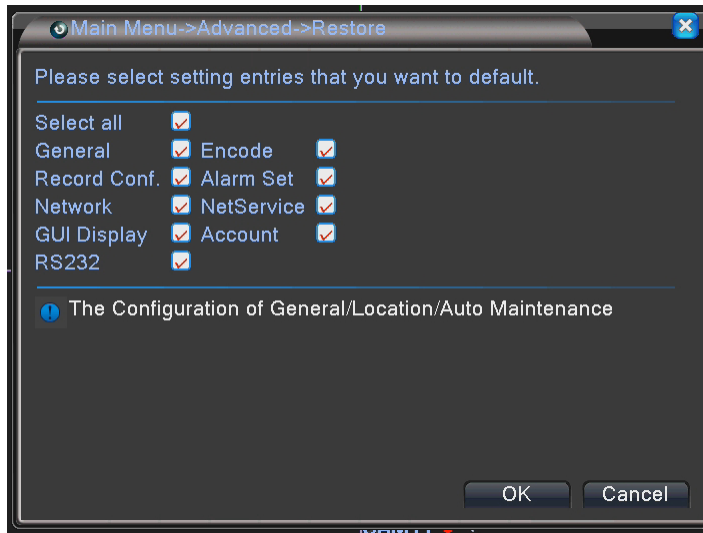 Main Menu->Advanced->Restore
Please select setting entries that you want to default.
Select all
General Encode
Record Conf. Alarm Set
Network NetService
GUI Display Account
RS232
The Configuration of General/Location/Auto Maintenance
OK Cancel